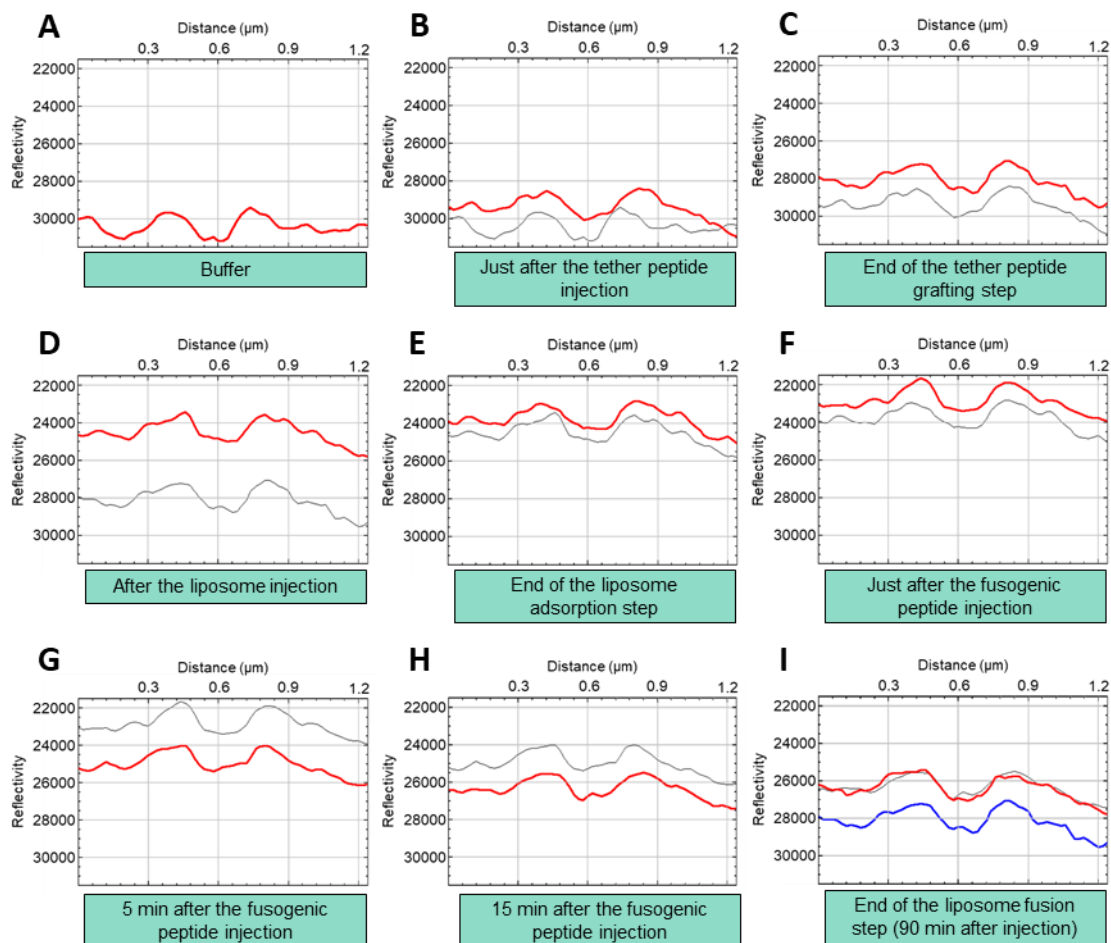 A
Distance (µm)
0.3 0.6 0.9 1.2
Reflectivity
22000
24000
26000
28000
30000
Buffer
B
Distance (µm)
0.3 0.6 0.9 1.2
Reflectivity
22000
24000
26000
28000
30000
Just after the tether peptide
injection
C
Distance (µm)
0.3 0.6 0.9 1.2
Reflectivity
22000
24000
26000
28000
30000
End of the tether peptide
grafting step
D
Distance (µm)
0.3 0.6 0.9 1.2
Reflectivity
22000
24000
26000
28000
30000
After the liposome injection
E
Distance (µm)
0.3 0.6 0.9 1.2
Reflectivity
22000
24000
26000
28000
30000
End of the liposome
adsorption step
F
Distance (µm)
0.3 0.6 0.9 1.2
Reflectivity
22000
24000
26000
28000
30000
Just after the fusogenic
peptide injection
G
Distance (µm)
0.3 0.6 0.9 1.2
Reflectivity
22000
24000
26000
28000
30000
5 min after the fusogenic
peptide injection
H
Distance (µm)
0.3 0.6 0.9 1.2
Reflectivity
22000
24000
26000
28000
30000
15 min after the fusogenic
peptide injection
I
Distance (µm)
0.3 0.6 0.9 1.2
Reflectivity
22000
24000
26000
28000
30000
End of the liposome fusion
step (90 min after injection)